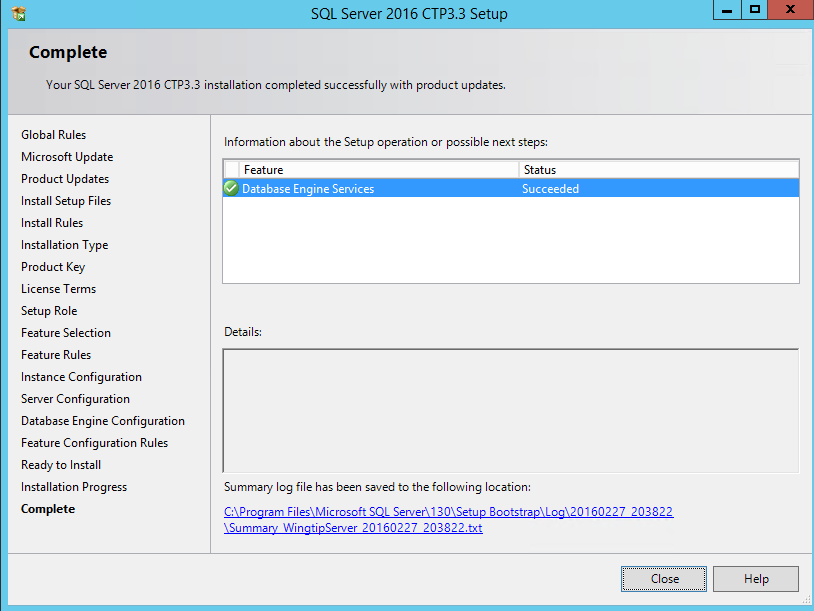 SQL Server 2016 CTP3.3 Setup
Complete
Your SQL Server 2016 CTP3.3 installation completed successfully with product updates.
Global Rules
Microsoft Update
Product Updates
Install Setup Files
Install Rules
Installation Type
Product Key
License Terms
Setup Role
Feature Selection
Feature Rules
Instance Configuration
Server Configuration
Database Engine Configuration
Feature Configuration Rules
Ready to Install
Installation Progress
Complete
Information about the Setup operation or possible next steps:
Feature Status
Database Engine Services Succeeded
Details:
Summary log file has been saved to the following location:
C:\Program Files\Microsoft SQL Server\130\Setup Bootstrap\Log\20160227_203822
\Summary_WingtipServer_20160227_203822.txt
Close Help